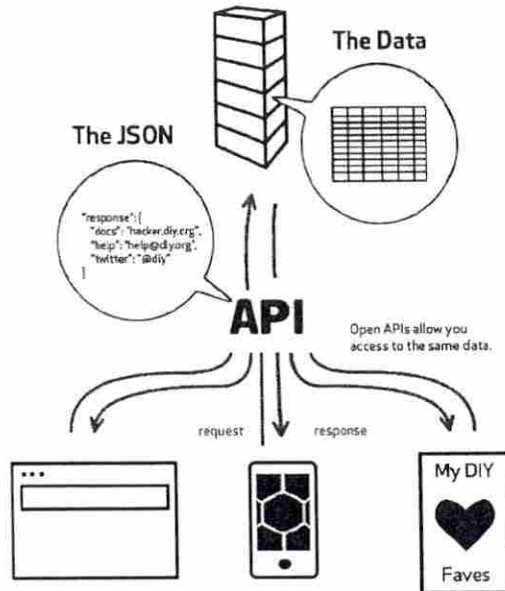 The Data
The JSON
"response":{
"docs": "hacker.diy.org",
"help": "help@diy.org",
"twitter": "@diy"
}
API
Open APIs allow you
access to the same data.
request
response
My DIY
Faves